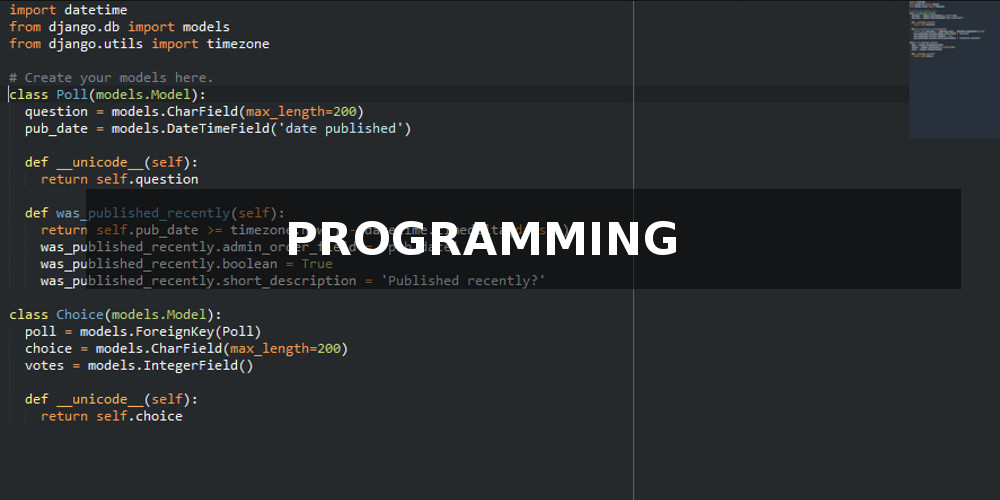 import datetime
from django.db import models
from django.utils import timezone
# Create your models here.
class Poll(models.Model):
question = models.CharField(max_length=200)
pub_date = models.DateTimeField('date published')
def __unicode__(self):
return self.question
def was_published_recently(self):
return self.pub_date >= timezone
PROGRAMMING
was_published_recently.admin_order_field
was_published_recently.boolean = True
was_published_recently.short_description = 'Published recently?'
class Choice(models.Model):
poll = models.ForeignKey(Poll)
choice = models.CharField(max_length=200)
votes = models.IntegerField()
def __unicode__(self):
return self.choice